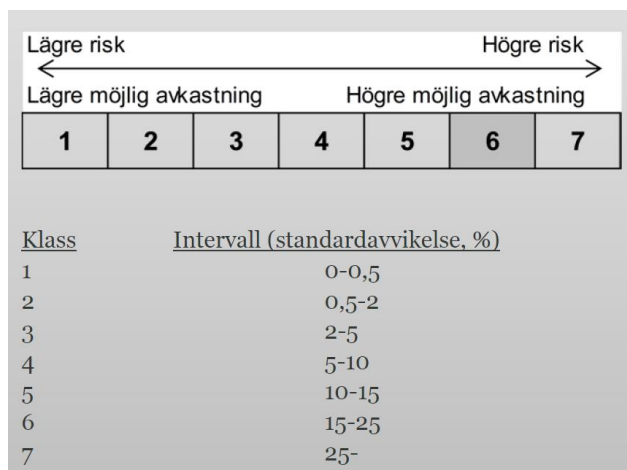 Lägre risk Högre risk
Lägre möjlig avkastning Högre möjlig avkastning
1 2 3 4 5 6 7
Klass Intervall (standardavvikelse, %)
1 0-0,5
2 0,5-2
3 2-5
4 5-10
5 10-15
6 15-25
7 25-